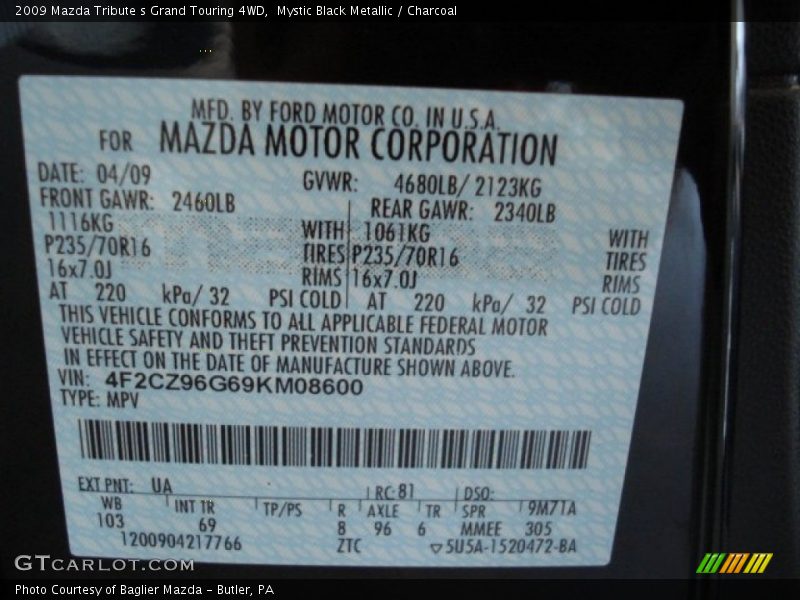 2009 Mazda Tribute s Grand Touring 4WD, Mystic Black Metallic / Charcoal
MFD. BY FORD MOTOR CO. IN U.S.A.
FOR MAZDA MOTOR CORPORATION
DATE: 04/09 GVWR: 4680LB/ 2123KG
FRONT GAWR: 2460LB REAR GAWR: 2340LB
1116KG WITH 1061KG WITH
P235/70R16 TIRES P235/70R16 TIRES
16x7.0J RIMS 16x7.0J RIMS
AT 220 kPa/ 32 PSI COLD AT 220 kPa/ 32 PSI COLD
THIS VEHICLE CONFORMS TO ALL APPLICABLE FEDERAL MOTOR
VEHICLE SAFETY AND THEFT PREVENTION STANDARDS
IN EFFECT ON THE DATE OF MANUFACTURE SHOWN ABOVE.
VIN: 4F2CZ96G69KM08600
TYPE: MPV
EXT PNT: UA RC: 81 DSO:
WB INT TR TP/PS R AXLE TR SPR 9M71A
103 69 8 96 6 MMEE 305
1200904217766 ZTC 5U5A-1520472-BA
GTCARLOT.COM
Photo Courtesy of Baglier Mazda - Butler, PA